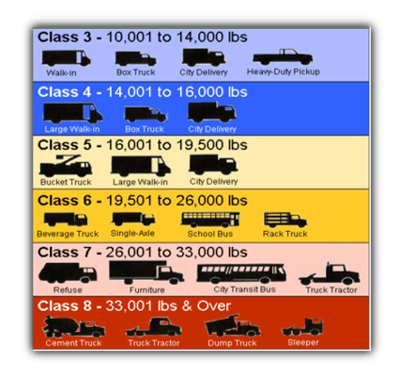 Class 3 - 10,001 to 14,000 lbs
Walk-in Box Truck City Delivery Heavy-Duty Pickup
Class 4 - 14,001 to 16,000 lbs
Large Walk-in Box Truck City Delivery
Class 5 - 16,001 to 19,500 lbs
Bucket Truck Large Walk-in City Delivery
Class 6 - 19,501 to 26,000 lbs
Beverage Truck Single-Axle School Bus Rack Truck
Class 7 - 26,001 to 33,000 lbs
Refuse Furniture City Transit Bus Truck Tractor
Class 8 - 33,001 lbs & Over
Cement Truck Truck Tractor Dump Truck Sleeper